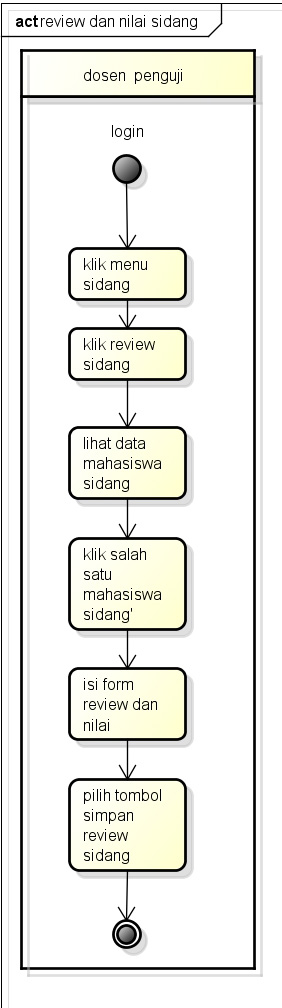 act review dan nilai sidang
dosen penguji
login
klik menu
sidang
klik review
sidang
lihat data
mahasiswa
sidang
klik salah
satu
mahasiswa
sidang'
isi form
review dan
nilai
pilih tombol
simpan
review
sidang